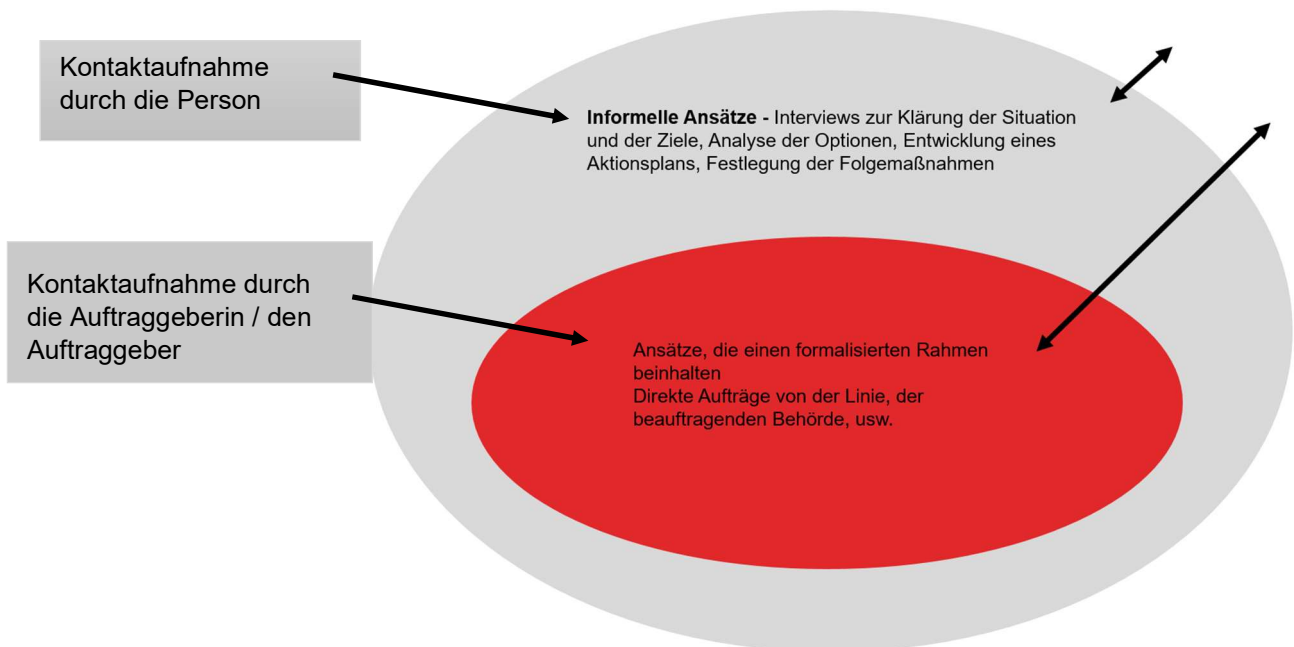 Kontaktaufnahme
durch die Person
Informelle Ansätze - Interviews zur Klärung der Situation
und der Ziele, Analyse der Optionen, Entwicklung eines
Aktionsplans, Festlegung der Folgemaßnahmen
Kontaktaufnahme durch
die Auftraggeberin / den
Auftraggeber
Ansätze, die einen formalisierten Rahmen
beinhalten
Direkte Aufträge von der Linie, der
beauftragenden Behörde, usw.